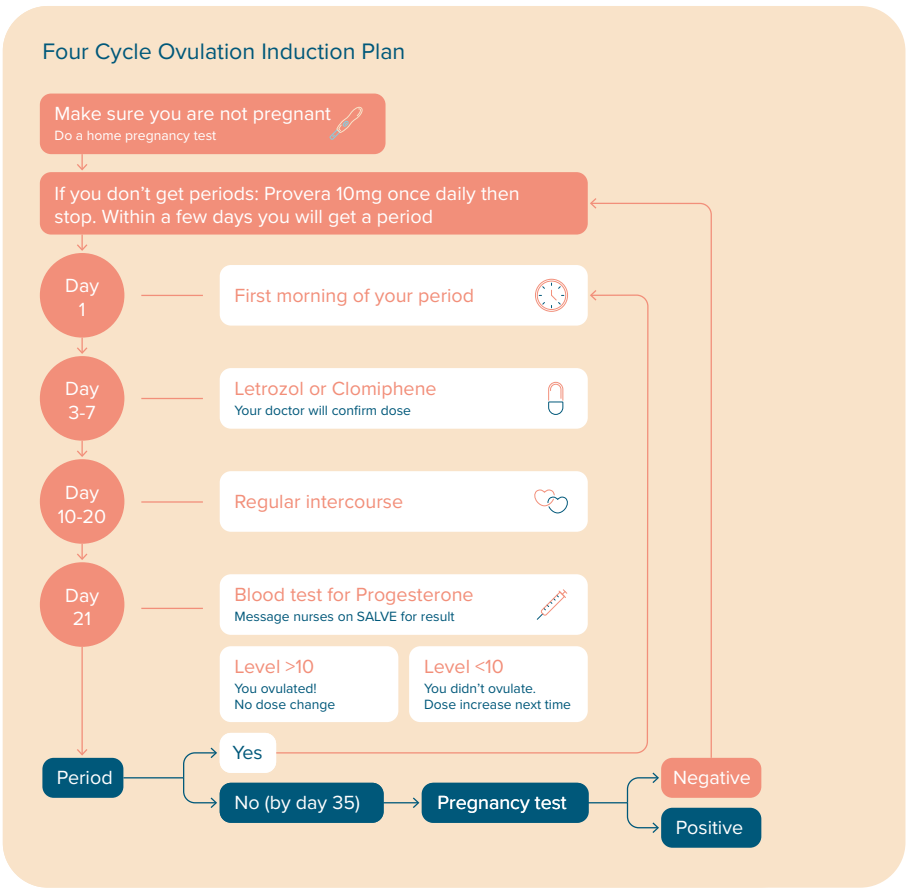 Four Cycle Ovulation Induction Plan
Make sure you are not pregnant
Do a home pregnancy test
If you don't get periods: Provera 10mg once daily then
stop. Within a few days you will get a period
Day
1
First morning of your period
Day
3-7
Letrozol or Clomiphene
Your doctor will confirm dose
Day
10-20
Regular intercourse
Day
21
Blood test for Progesterone
Message nurses on SALVE for result
Level >10
You ovulated!
No dose change
Level <10
You didn't ovulate.
Dose increase next time
Period
Yes
No (by day 35)
Pregnancy test
Negative
Positive